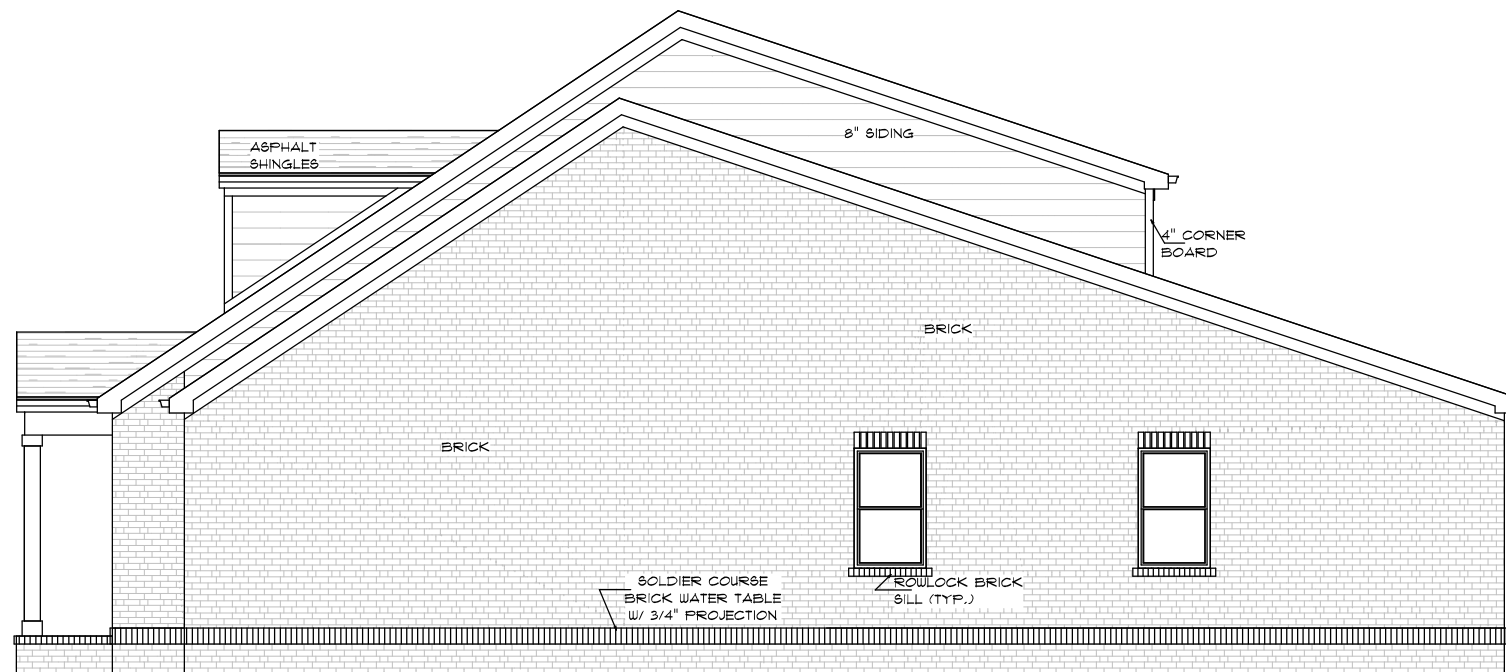 ASPHALT
SHINGLES
8" SIDING
4" CORNER
BOARD
BRICK
BRICK
SOLDIER COURSE
BRICK WATER TABLE
W/ 3/4" PROJECTION
ROWLOCK BRICK
SILL (TYP.)